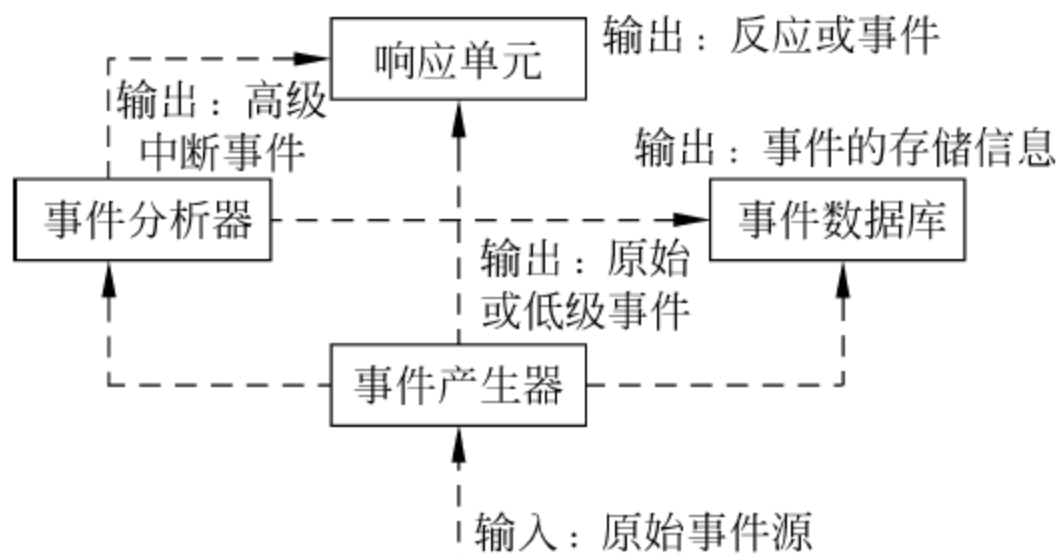 响应单元
输出：反应或事件
输出：高级
中断事件
输出：事件的存储信息
事件分析器
事件数据库
输出：原始
或低级事件
事件产生器
输入：原始事件源